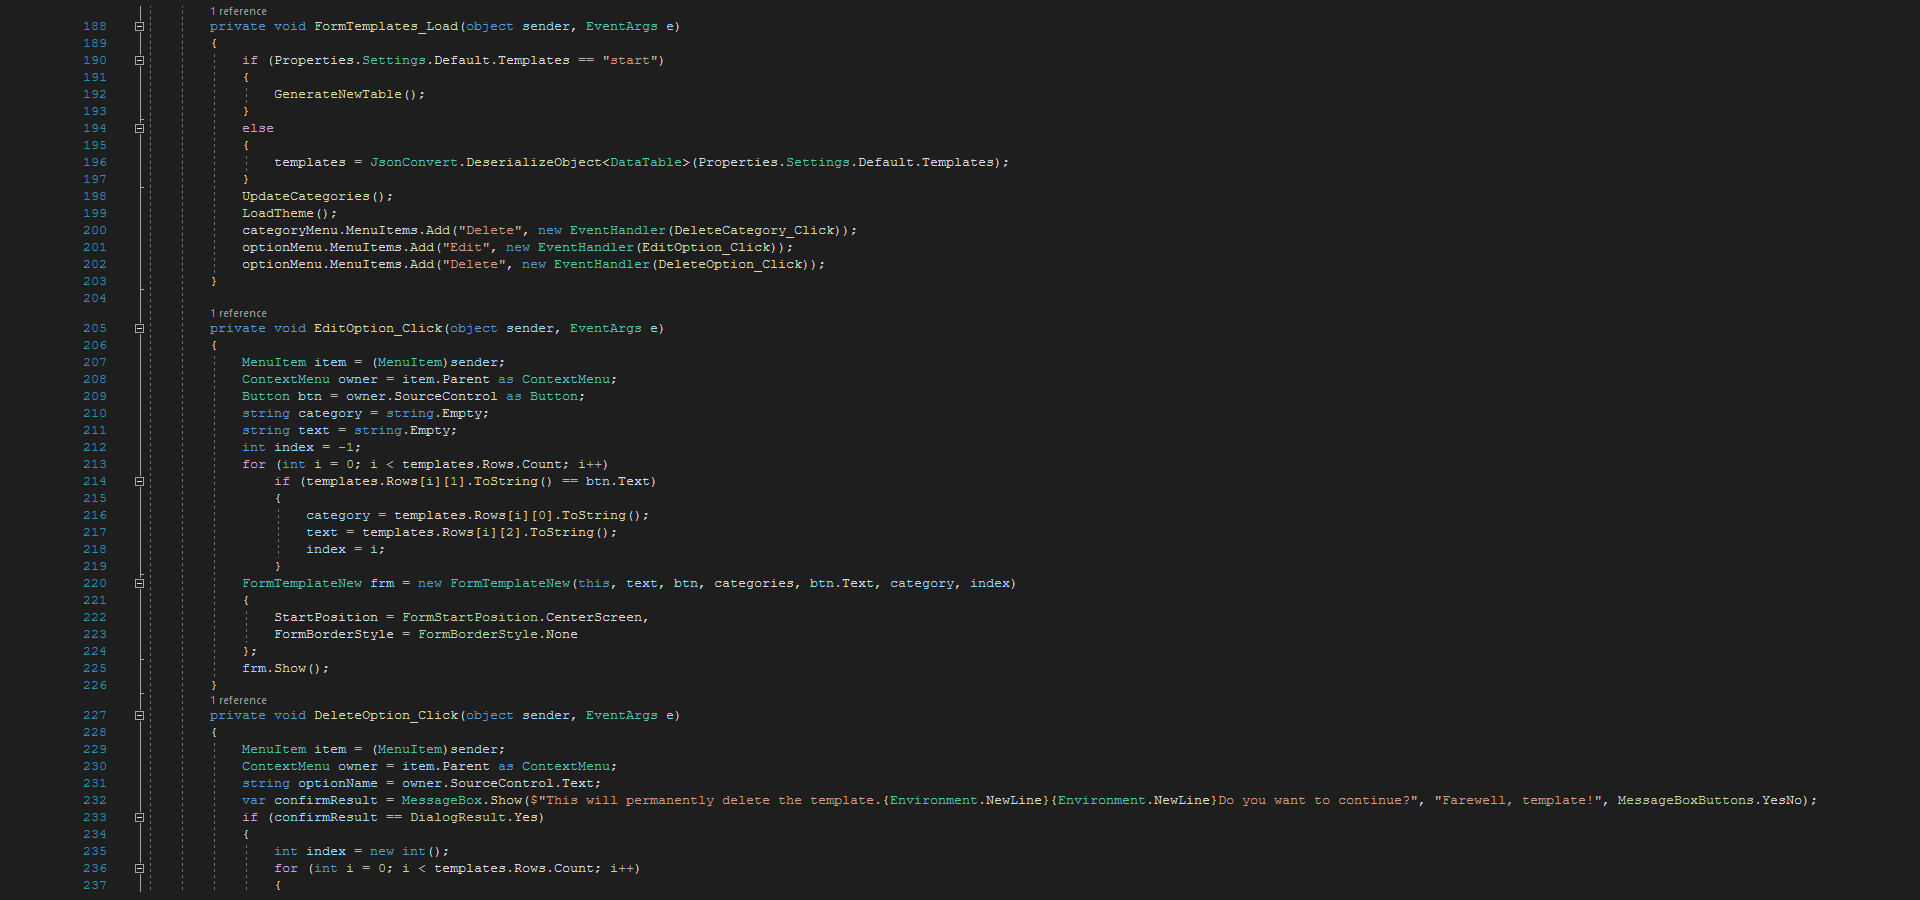 1 reference
188 private void FormTemplates_Load(object sender, EventArgs e)
189 {
190 if (Properties.Settings.Default.Templates == "start")
191 {
192 GenerateNewTable();
193 }
194 else
195 {
196 templates = JsonConvert.DeserializeObject<DataTable>(Properties.Settings.Default.Templates);
197 }
198 UpdateCategories();
199 LoadTheme();
200 categoryMenu.MenuItems.Add("Delete", new EventHandler(DeleteCategory_Click));
201 optionMenu.MenuItems.Add("Edit", new EventHandler(EditOption_Click));
202 optionMenu.MenuItems.Add("Delete", new EventHandler(DeleteOption_Click));
203 }
204
1 reference
205 private void EditOption_Click(object sender, EventArgs e)
206 {
207 MenuItem item = (MenuItem)sender;
208 ContextMenu owner = item.Parent as ContextMenu;
209 Button btn = owner.SourceControl as Button;
210 string category = string.Empty;
211 string text = string.Empty;
212 int index = -1;
213 for (int i = 0; i < templates.Rows.Count; i++)
214 if (templates.Rows[i][1].ToString() == btn.Text)
215 {
216 category = templates.Rows[i][0].ToString();
217 text = templates.Rows[i][2].ToString();
218 index = i;
219 }
220 FormTemplateNew frm = new FormTemplateNew(this, text, btn, categories, btn.Text, category, index)
221 {
222 StartPosition = FormStartPosition.CenterScreen,
223 FormBorderStyle = FormBorderStyle.None
224 };
225 frm.Show();
226 }
1 reference
227 private void DeleteOption_Click(object sender, EventArgs e)
228 {
229 MenuItem item = (MenuItem)sender;
230 ContextMenu owner = item.Parent as ContextMenu;
231 string optionName = owner.SourceControl.Text;
232 var confirmResult = MessageBox.Show($"This will permanently delete the template.{Environment.NewLine}{Environment.NewLine}Do you want to continue?", "Farewell, template!", MessageBoxButtons.YesNo);
233 if (confirmResult == DialogResult.Yes)
234 {
235 int index = new int();
236 for (int i = 0; i < templates.Rows.Count; i++)
237 {